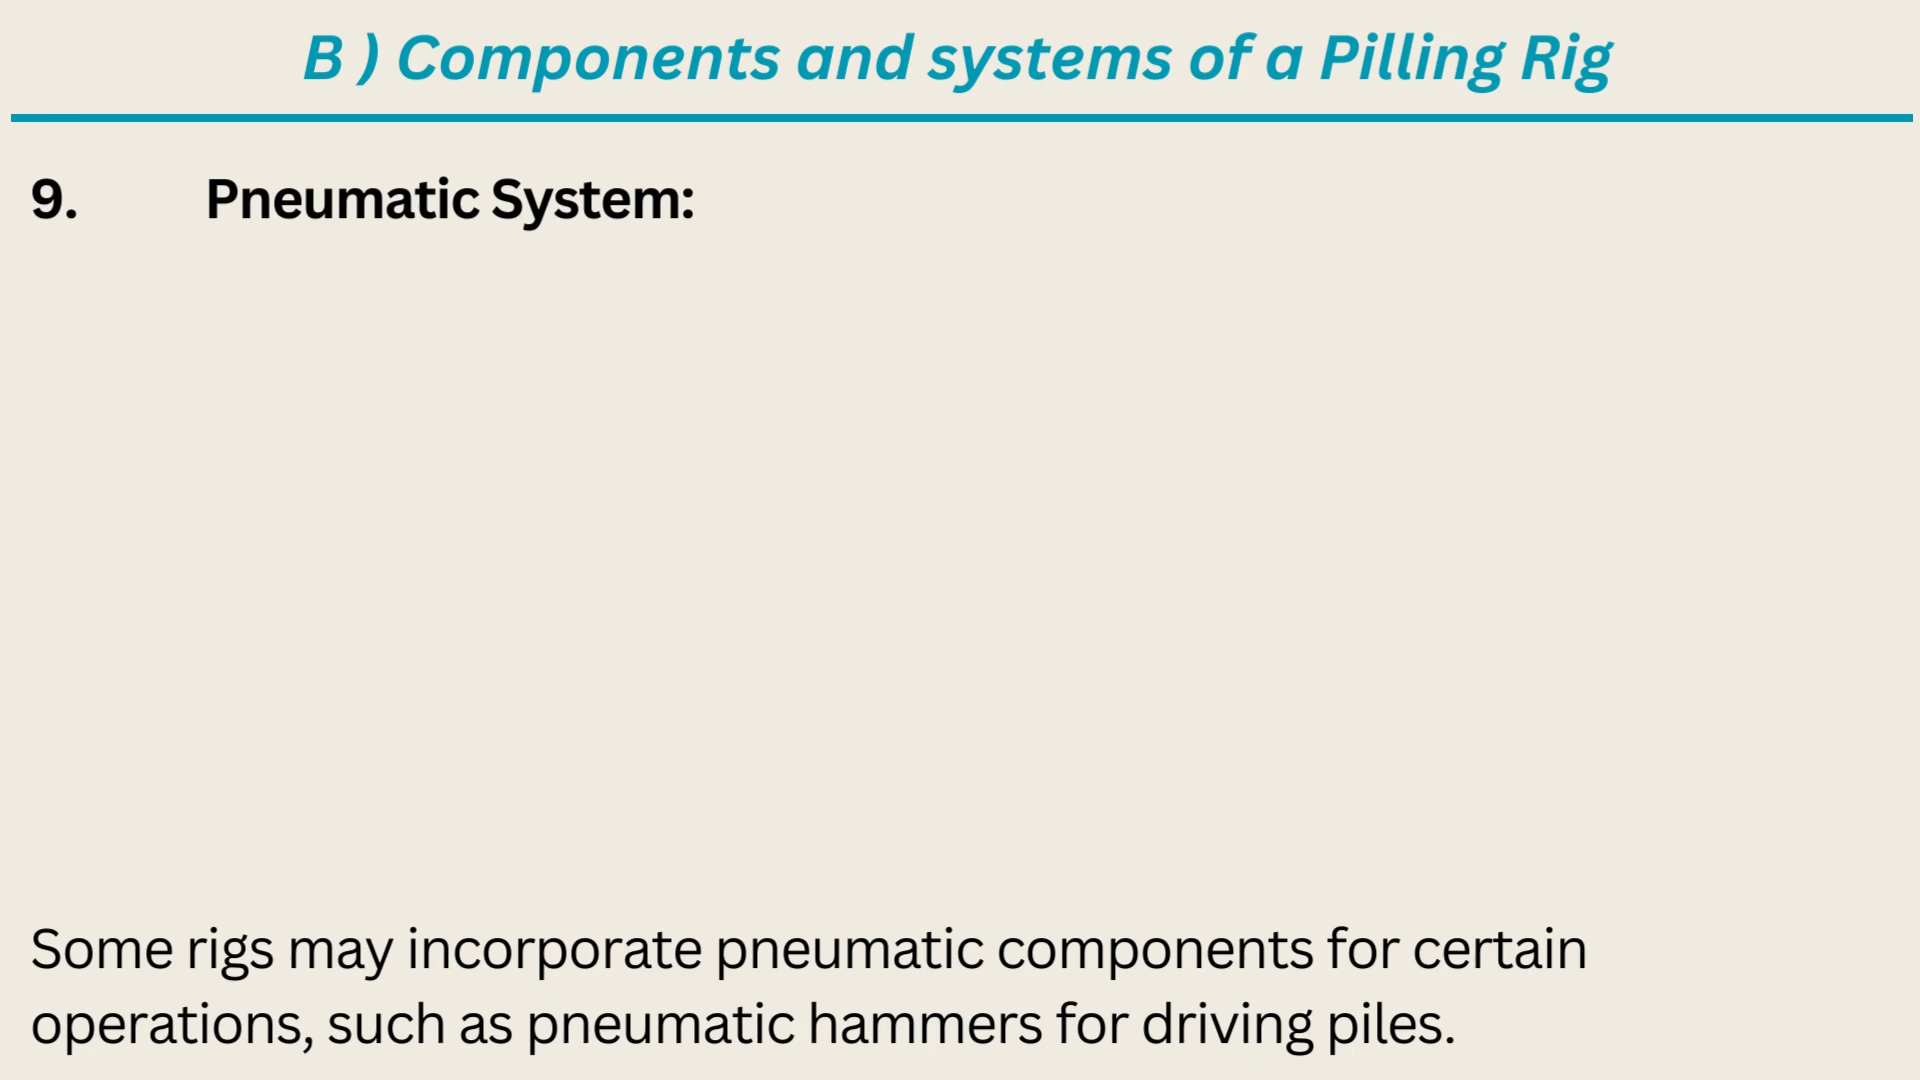 B ) Components and systems of a Pilling Rig
9. Pneumatic System:
Some rigs may incorporate pneumatic components for certain
operations, such as pneumatic hammers for driving piles.